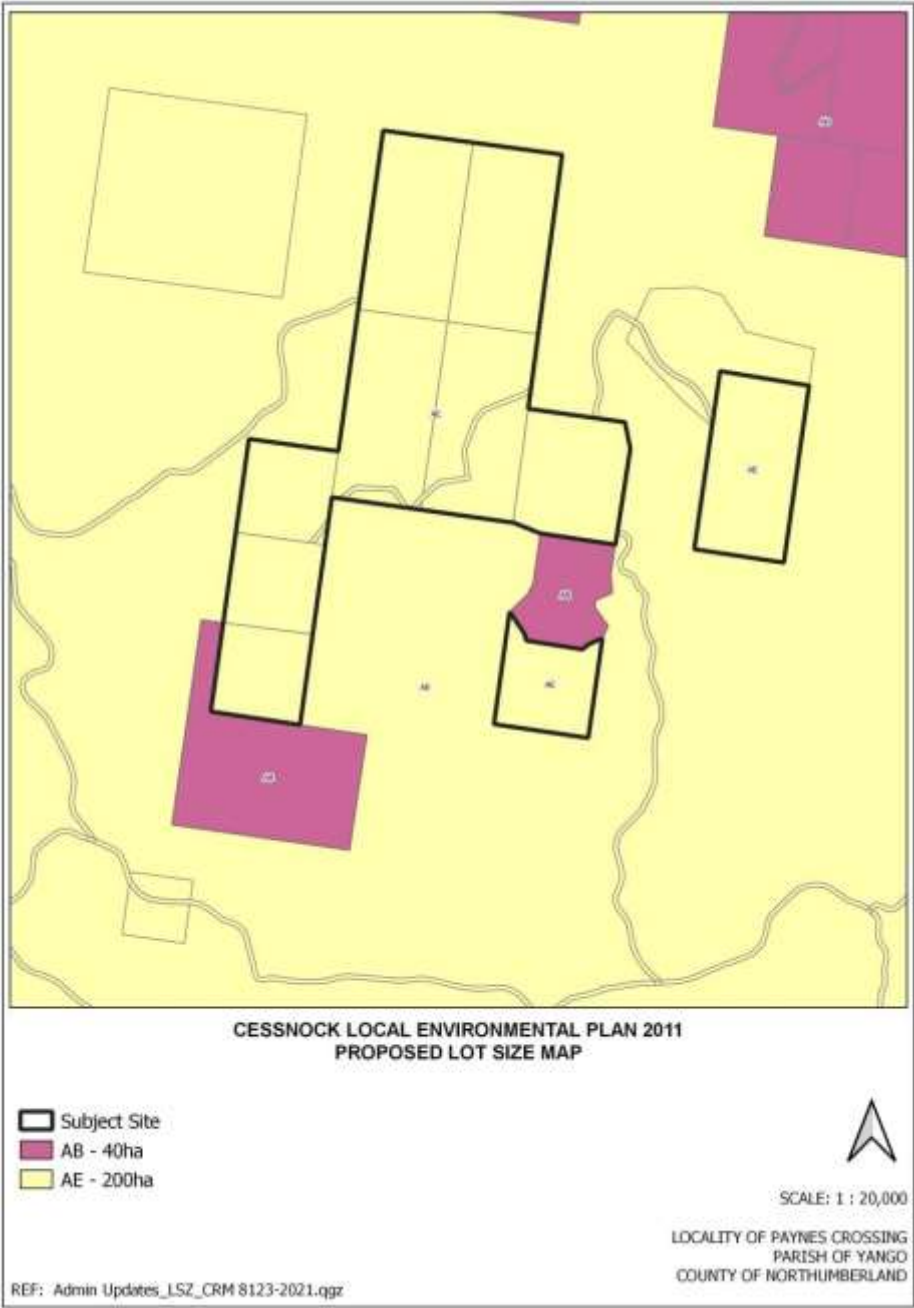 CESSNOCK LOCAL ENVIRONMENTAL PLAN 2011
PROPOSED LOT SIZE MAP
Subject Site
AB - 40ha
AE - 200ha
SCALE: 1 : 20,000
LOCALITY OF PAYNES CROSSING
PARISH OF YANGO
COUNTY OF NORTHUMBERLAND
REF: Admin Updates_LSZ_CRM 8123-2021.qgz